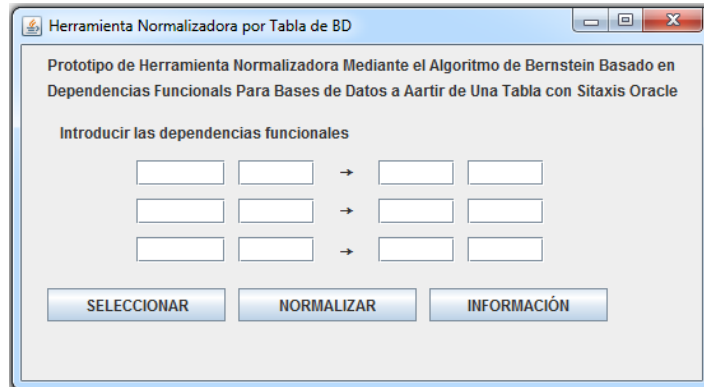 Herramienta Normalizadora por Tabla de BD
Prototipo de Herramienta Normalizadora Mediante el Algoritmo de Bernstein Basado en
Dependencias Funcionals Para Bases de Datos a Aartir de Una Tabla con Sitaxis Oracle
Introducir las dependencias funcionales
→
→
→
SELECCIONAR NORMALIZAR INFORMACIÓN